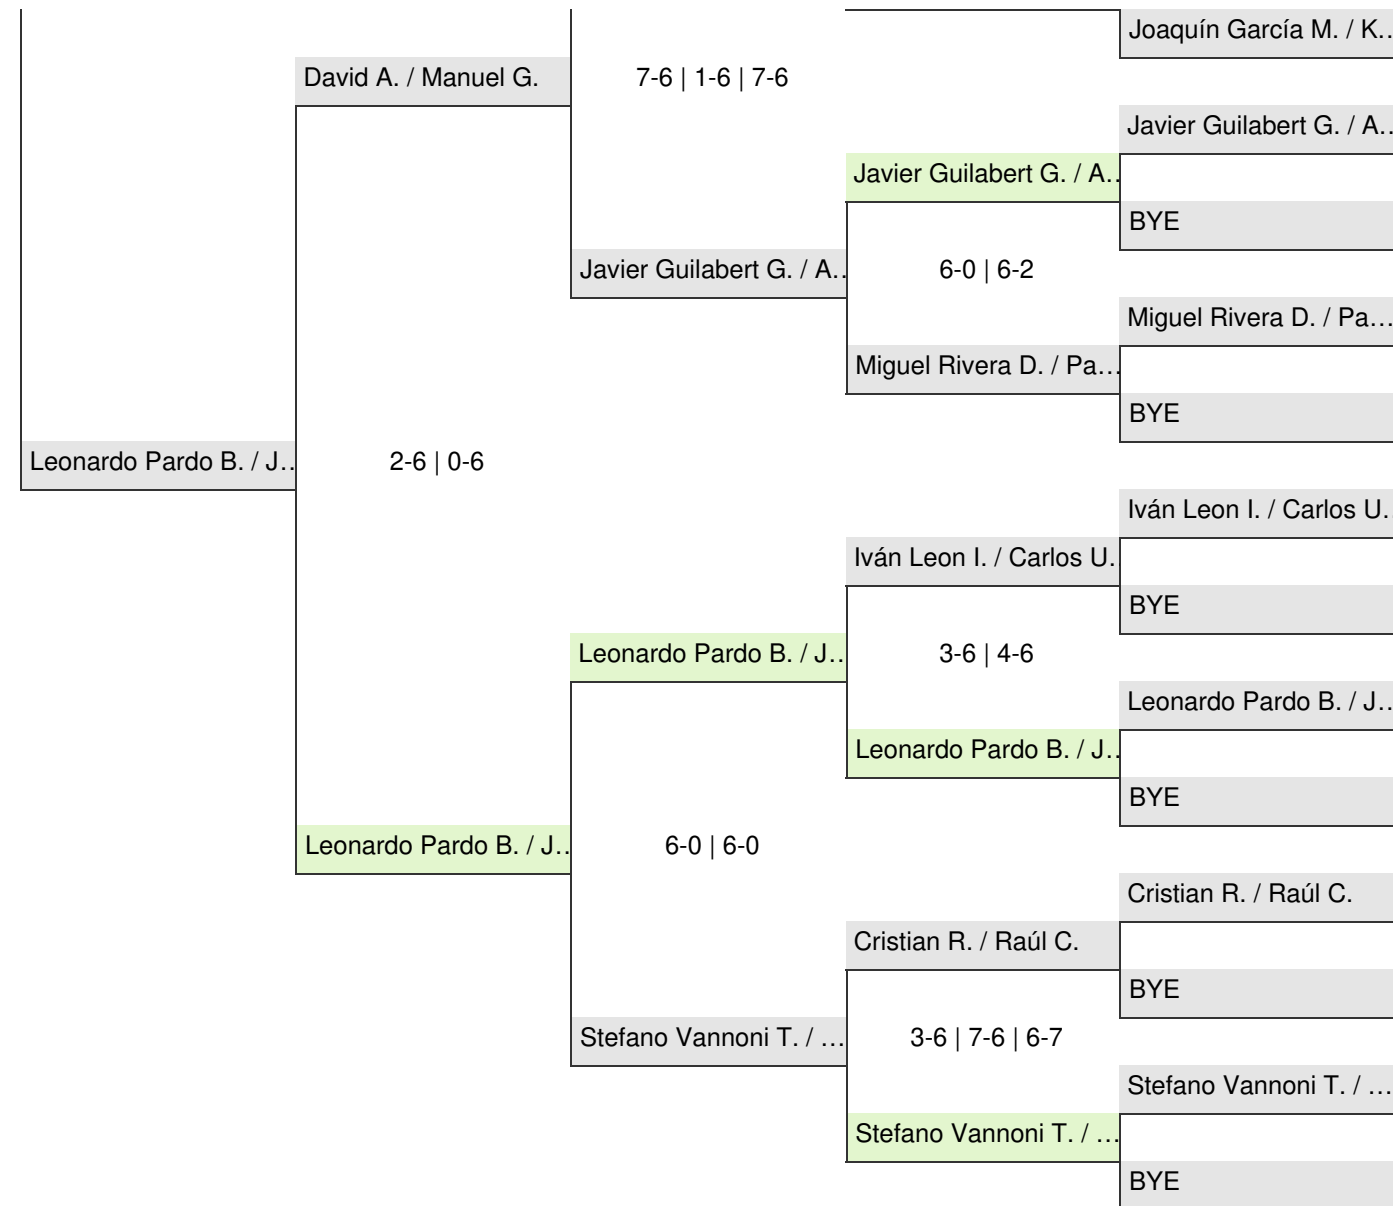 Joaquín García M. / K..
David A. / Manuel G.
7-6 | 1-6 | 7-6
Javier Guilabert G. / A..
Javier Guilabert G. / A..
BYE
Javier Guilabert G. / A..
6-0 | 6-2
Miguel Rivera D. / Pa...
Miguel Rivera D. / Pa...
BYE
Leonardo Pardo B. / J..
2-6 | 0-6
Iván Leon I. / Carlos U.
Iván Leon I. / Carlos U.
BYE
Leonardo Pardo B. / J..
3-6 | 4-6
Leonardo Pardo B. / J..
Leonardo Pardo B. / J..
BYE
Leonardo Pardo B. / J..
6-0 | 6-0
Cristian R. / Raúl C.
Cristian R. / Raúl C.
BYE
Stefano Vannoni T. / ...
3-6 | 7-6 | 6-7
Stefano Vannoni T. / ...
Stefano Vannoni T. / ...
BYE